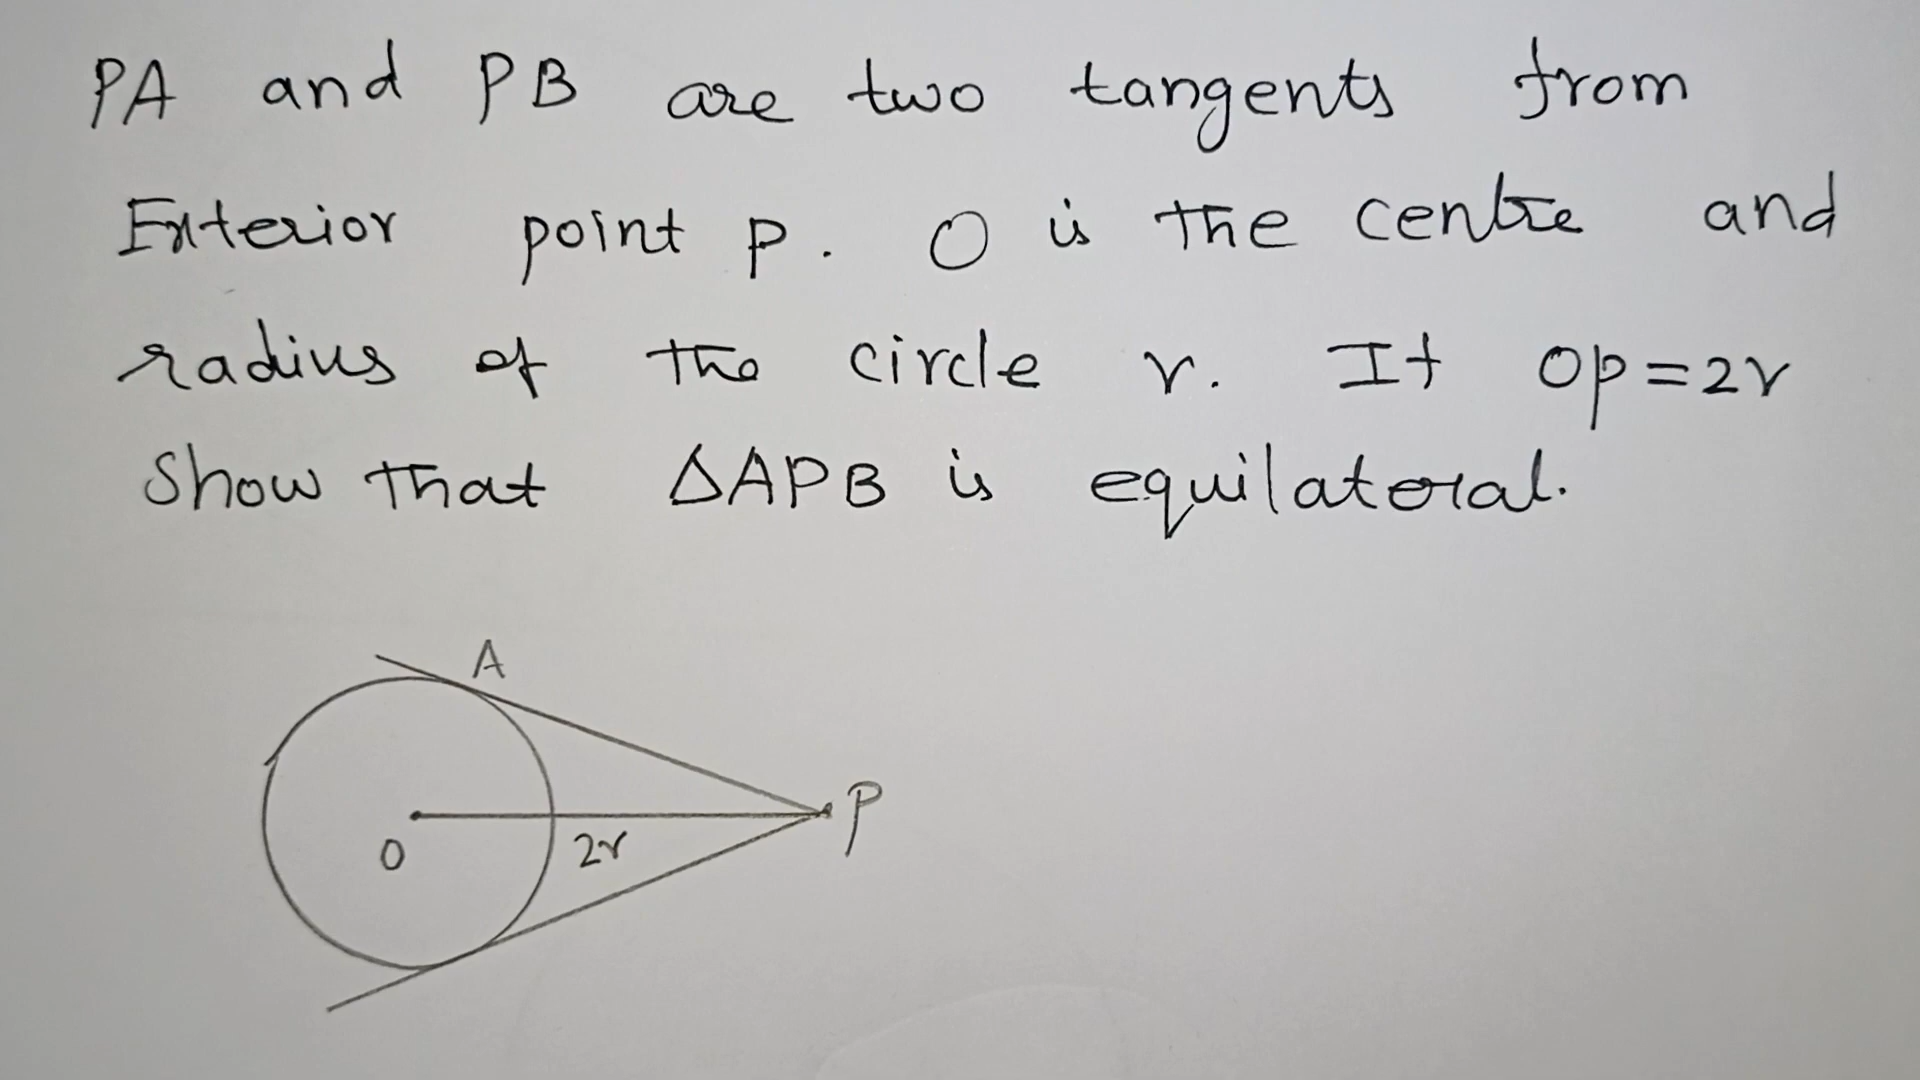 PA and PB are two tangents from
Exterior point P. O is the centre and
radius of the circle r. If OP=2r
Show that ΔAPB is equilateral.
A
P
O
2r